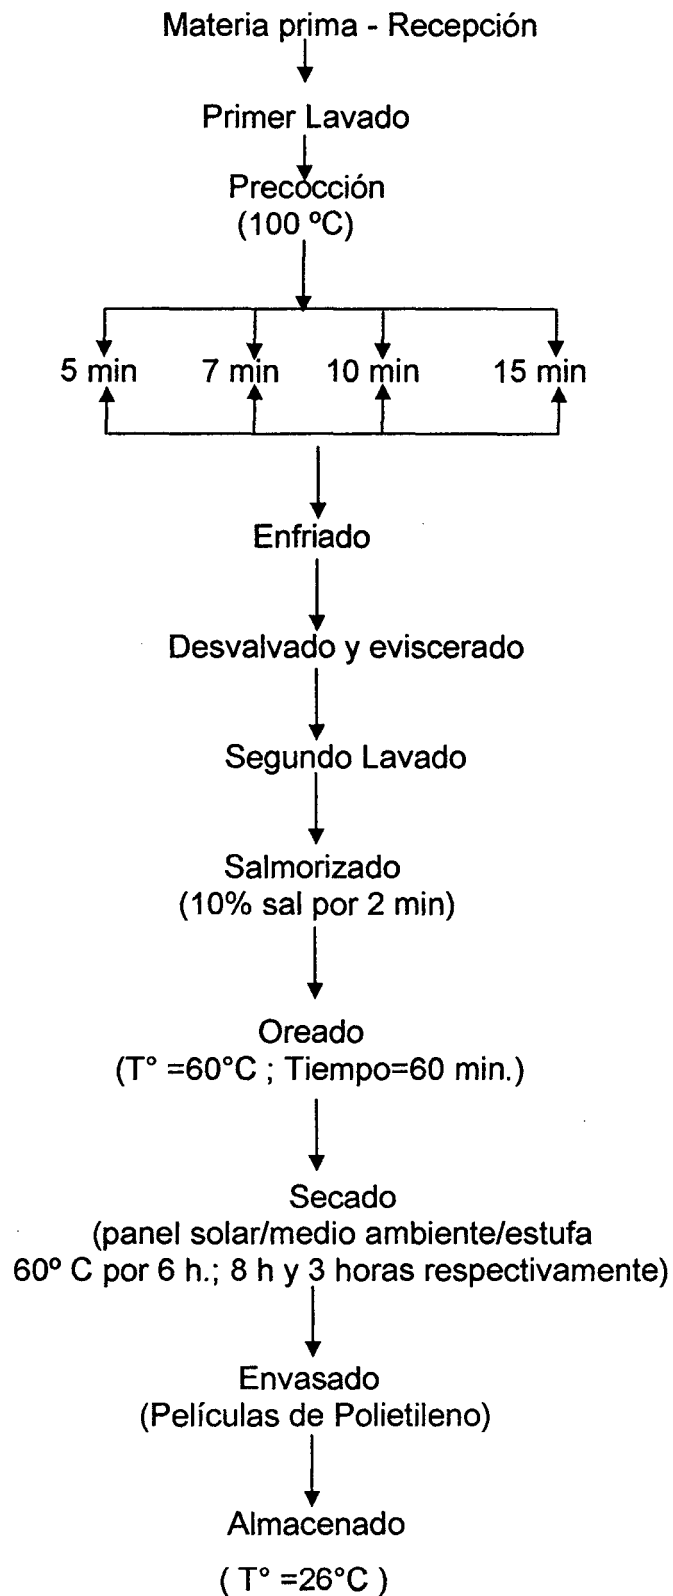 Materia prima - Recepción
Primer Lavado
Precocción
(100 ºC)
5 min 7 min 10 min 15 min
Enfriado
Desvalvado y eviscerado
Segundo Lavado
Salmorizado
(10% sal por 2 min)
Oreado
(T° =60°C ; Tiempo=60 min.)
Secado
(panel solar/medio ambiente/estufa
60º C por 6 h.; 8 h y 3 horas respectivamente)
Envasado
(Películas de Polietileno)
Almacenado
( T° =26°C )